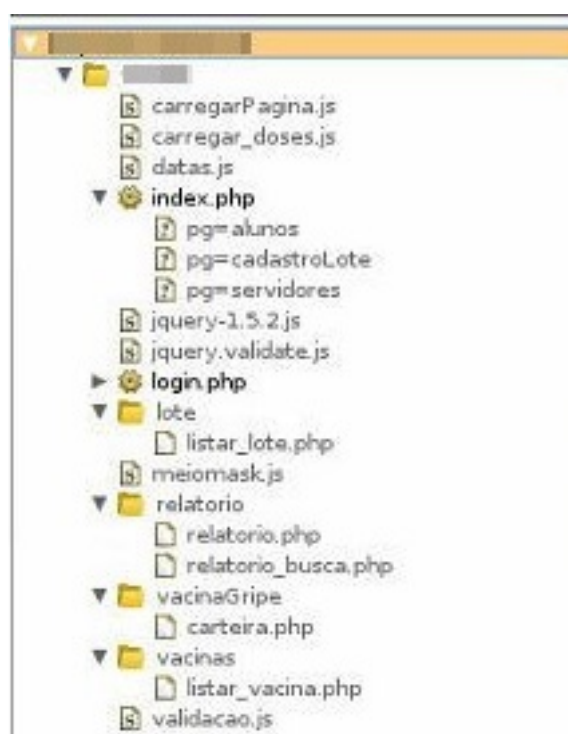 carregarPagina.js
carregar_doses.js
datas.js
index.php
pg=alunos
pg=cadastroLote
pg=servidores
jquery-1.5.2.js
jquery.validate.js
login.php
lote
listar_lote.php
meiomask.js
relatorio
relatorio.php
relatorio_busca.php
vacinaGripe
carteira.php
vacinas
listar_vacina.php
validacao.js